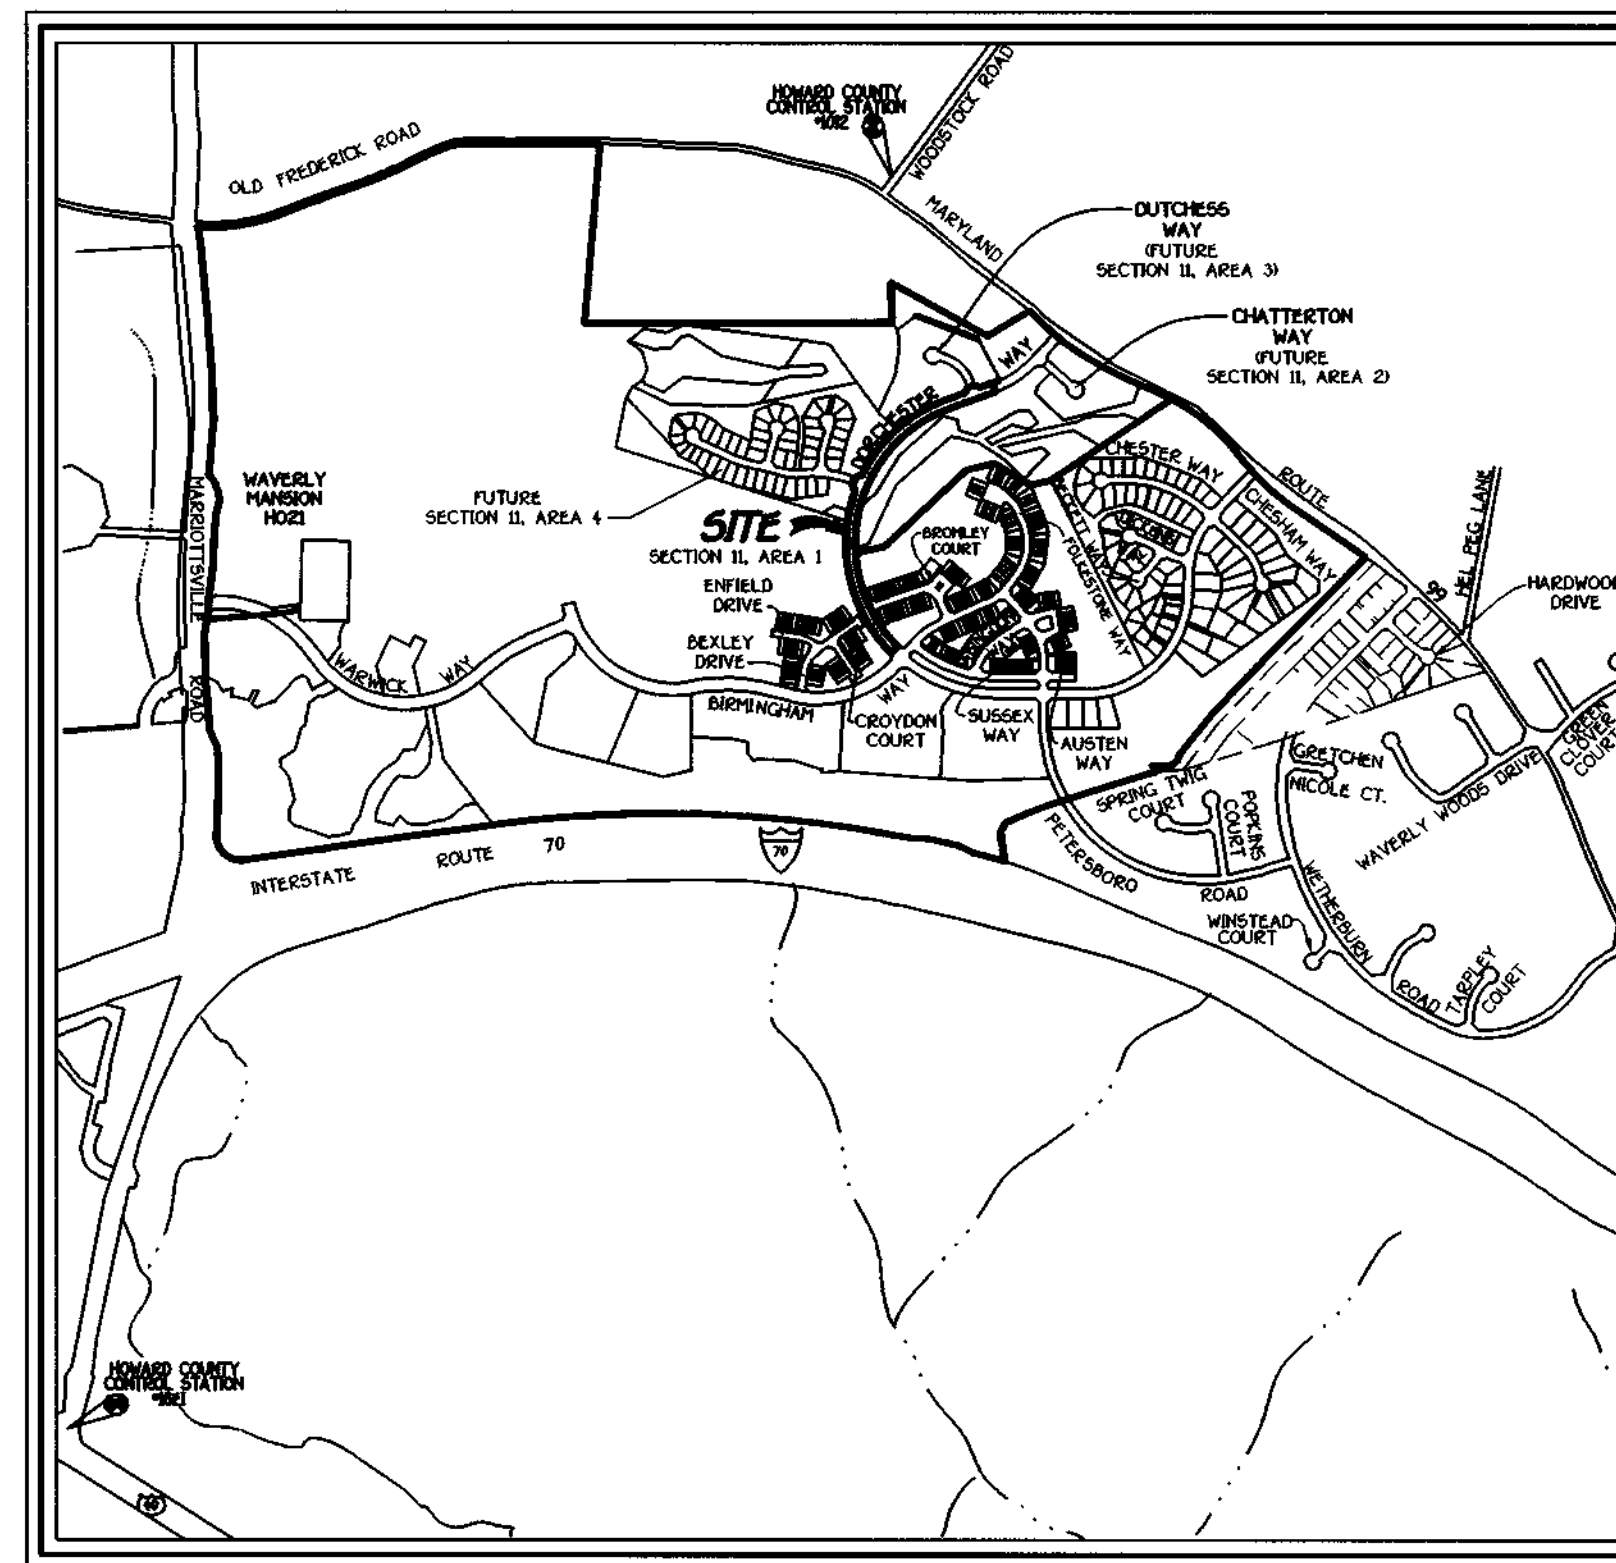 HOWARD COUNTY
CONTROL STATION
WOODSTOCK ROAD
OLD FREDERICK ROAD
MARYLAND
DUTCHESS
WAY
(FUTURE
SECTION 11, AREA 3)
CHATTERTON
WAY
(FUTURE
SECTION 11, AREA 2)
WAY
DORCHESTER
CHESTER WAY
ROUTE
CHESHAM WAY
HEL PEG LANE
WAVERLY
MANSION
HO21
MARRIOTTSVILLE
ROAD
FUTURE
SECTION 11, AREA 4
SITE
SECTION 11, AREA 1
BROMLEY
COURT
BECKETT WAY
FOLKESTONE WAY
DICKENS
WAY
ENFIELD
DRIVE
BEXLEY
DRIVE
99
HARDWOOD
DRIVE
WARWICK
WAY
BIRMINGHAM
WAY
CROYDON
COURT
SUSSEX
WAY
AUSTEN
WAY
GREEN
CLOVER
COURT
GRETCHEN
NICOLE CT.
SPRING TWIG
COURT
POPKINS
COURT
WAVERLY WOODS DRIVE
INTERSTATE
ROUTE
70
70
PETERSBORO
ROAD
WINSTEAD
COURT
WETHERBURN
ROAD
TARPLEY
COURT
HOWARD COUNTY
CONTROL STATION